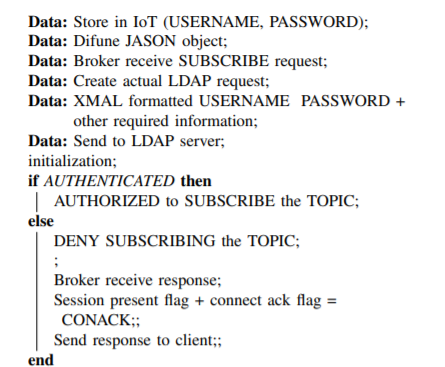 Data: Store in IoT (USERNAME, PASSWORD);
Data: Difune JASON object;
Data: Broker receive SUBSCRIBE request;
Data: Create actual LDAP request;
Data: XMAL formatted USERNAME PASSWORD +
other required information;
Data: Send to LDAP server;
initialization;
if AUTHENTICATED then
AUTHORIZED to SUBSCRIBE the TOPIC;
else
DENY SUBSCRIBING the TOPIC;
;
Broker receive response;
Session present flag + connect ack flag =
CONACK;;
Send response to client;;
end